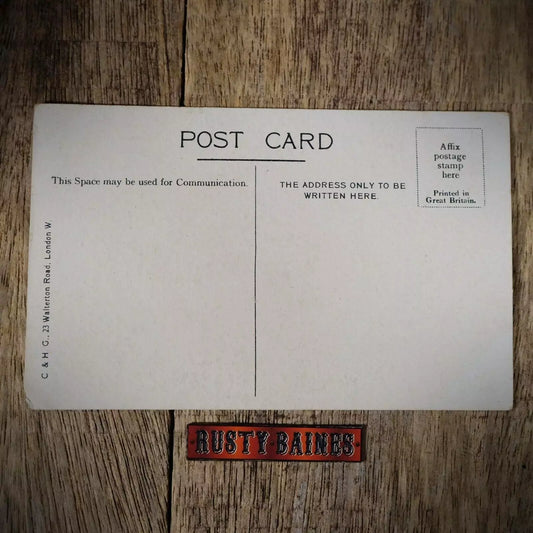 POST CARD
This Space may be used for Communication.
THE ADDRESS ONLY TO BE
WRITTEN HERE.
Affix
postage
stamp
here
Printed in
Great Britain.
C & H G., 23 Walterton Road, London W
RUSTY BAINES